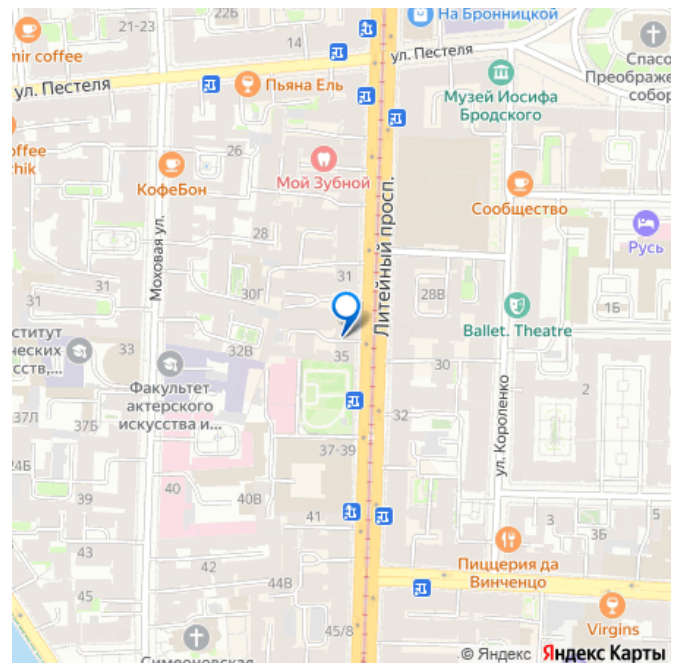 21-23
22Б
На Бронницкой
14
ул. Пестеля
Спасо
Преображе
собор
mir coffee
ул. Пестеля
Пьяна Ель
Музей Иосифа
Бродского
offee
zhik
26
КофеБон
Мой Зубной
Литейный просп.
Сообщество
Русь
Моховая ул.
28
31
31
30Г
31
28В
1Б
Ballet. Theatre
ститут
ческих
сств,...
33
32В
35
30
Факультет
актерского
искусства и...
2
37Л
37Б
32
ул. Короленко
37-39
24Б
39
40
40В
41
3
3Б
5
43
42
Пиццерия да
Винченцо
45
44В
45/8
Virgins
Симеоновская
© Яндекс Яндекс Карты